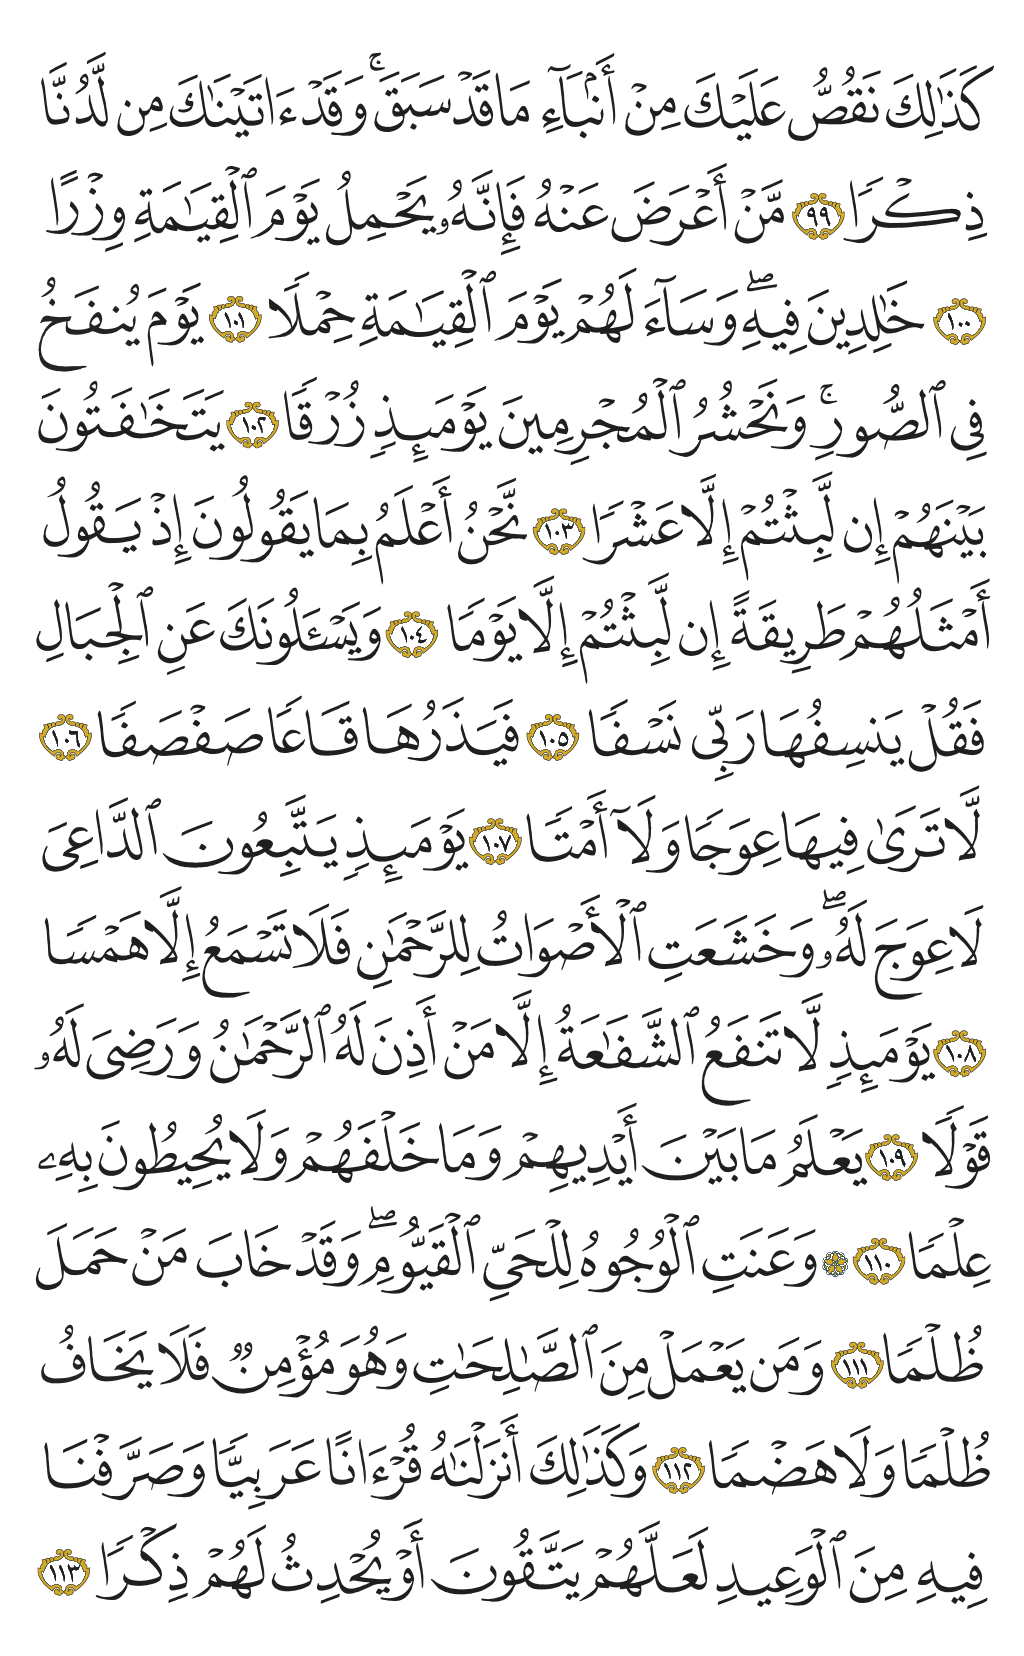 كَذَٰلِكَ نَقُصُّ عَلَيْكَ مِنْ أَنۢبَآءِ مَا قَدْ سَبَقَۚ وَقَدْ ءَاتَيْنَٰكَ مِن لَّدُنَّا
ذِكْرًا ٩٩ مَّنْ أَعْرَضَ عَنْهُ فَإِنَّهُۥ يَحْمِلُ يَوْمَ ٱلْقِيَٰمَةِ وِزْرًا
١٠٠ خَٰلِدِينَ فِيهِۖ وَسَآءَ لَهُمْ يَوْمَ ٱلْقِيَٰمَةِ حِمْلًا ١٠١ يَوْمَ يُنفَخُ
فِى ٱلصُّورِۚ وَنَحْشُرُ ٱلْمُجْرِمِينَ يَوْمَئِذٍ زُرْقًا ١٠٢ يَتَخَٰفَتُونَ
بَيْنَهُمْ إِن لَّبِثْتُمْ إِلَّا عَشْرًا ١٠٣ نَّحْنُ أَعْلَمُ بِمَا يَقُولُونَ إِذْ يَقُولُ
أَمْثَلُهُمْ طَرِيقَةً إِن لَّبِثْتُمْ إِلَّا يَوْمًا ١٠٤ وَيَسْـَٔلُونَكَ عَنِ ٱلْجِبَالِ
فَقُلْ يَنسِفُهَا رَبِّى نَسْفًا ١٠٥ فَيَذَرُهَا قَاعًا صَفْصَفًا ١٠٦
لَّا تَرَىٰ فِيهَا عِوَجًا وَلَآ أَمْتًا ١٠٧ يَوْمَئِذٍ يَتَّبِعُونَ ٱلدَّاعِىَ
لَا عِوَجَ لَهُۥۖ وَخَشَعَتِ ٱلْأَصْوَاتُ لِلرَّحْمَٰنِ فَلَا تَسْمَعُ إِلَّا هَمْسًا
١٠٨ يَوْمَئِذٍ لَّا تَنفَعُ ٱلشَّفَٰعَةُ إِلَّا مَنْ أَذِنَ لَهُ ٱلرَّحْمَٰنُ وَرَضِىَ لَهُۥ
قَوْلًا ١٠٩ يَعْلَمُ مَا بَيْنَ أَيْدِيهِمْ وَمَا خَلْفَهُمْ وَلَا يُحِيطُونَ بِهِۦ
عِلْمًا ١١٠ ۞ وَعَنَتِ ٱلْوُجُوهُ لِلْحَىِّ ٱلْقَيُّومِۖ وَقَدْ خَابَ مَنْ حَمَلَ
ظُلْمًا ١١١ وَمَن يَعْمَلْ مِنَ ٱلصَّٰلِحَٰتِ وَهُوَ مُؤْمِنٌ فَلَا يَخَافُ
ظُلْمًا وَلَا هَضْمًا ١١٢ وَكَذَٰلِكَ أَنزَلْنَٰهُ قُرْءَانًا عَرَبِيًّا وَصَرَّفْنَا
فِيهِ مِنَ ٱلْوَعِيدِ لَعَلَّهُمْ يَتَّقُونَ أَوْ يُحْدِثُ لَهُمْ ذِكْرًا ١١٣